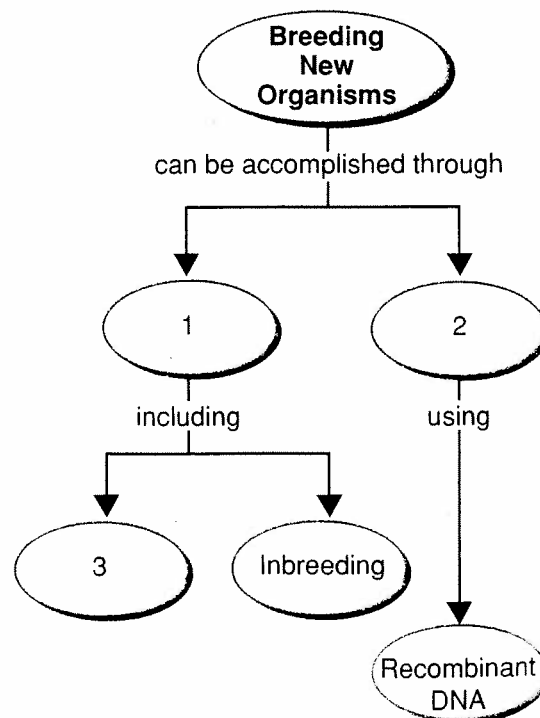 Breeding
New
Organisms
can be accomplished through
1
2
including
using
3
Inbreeding
Recombinant
DNA